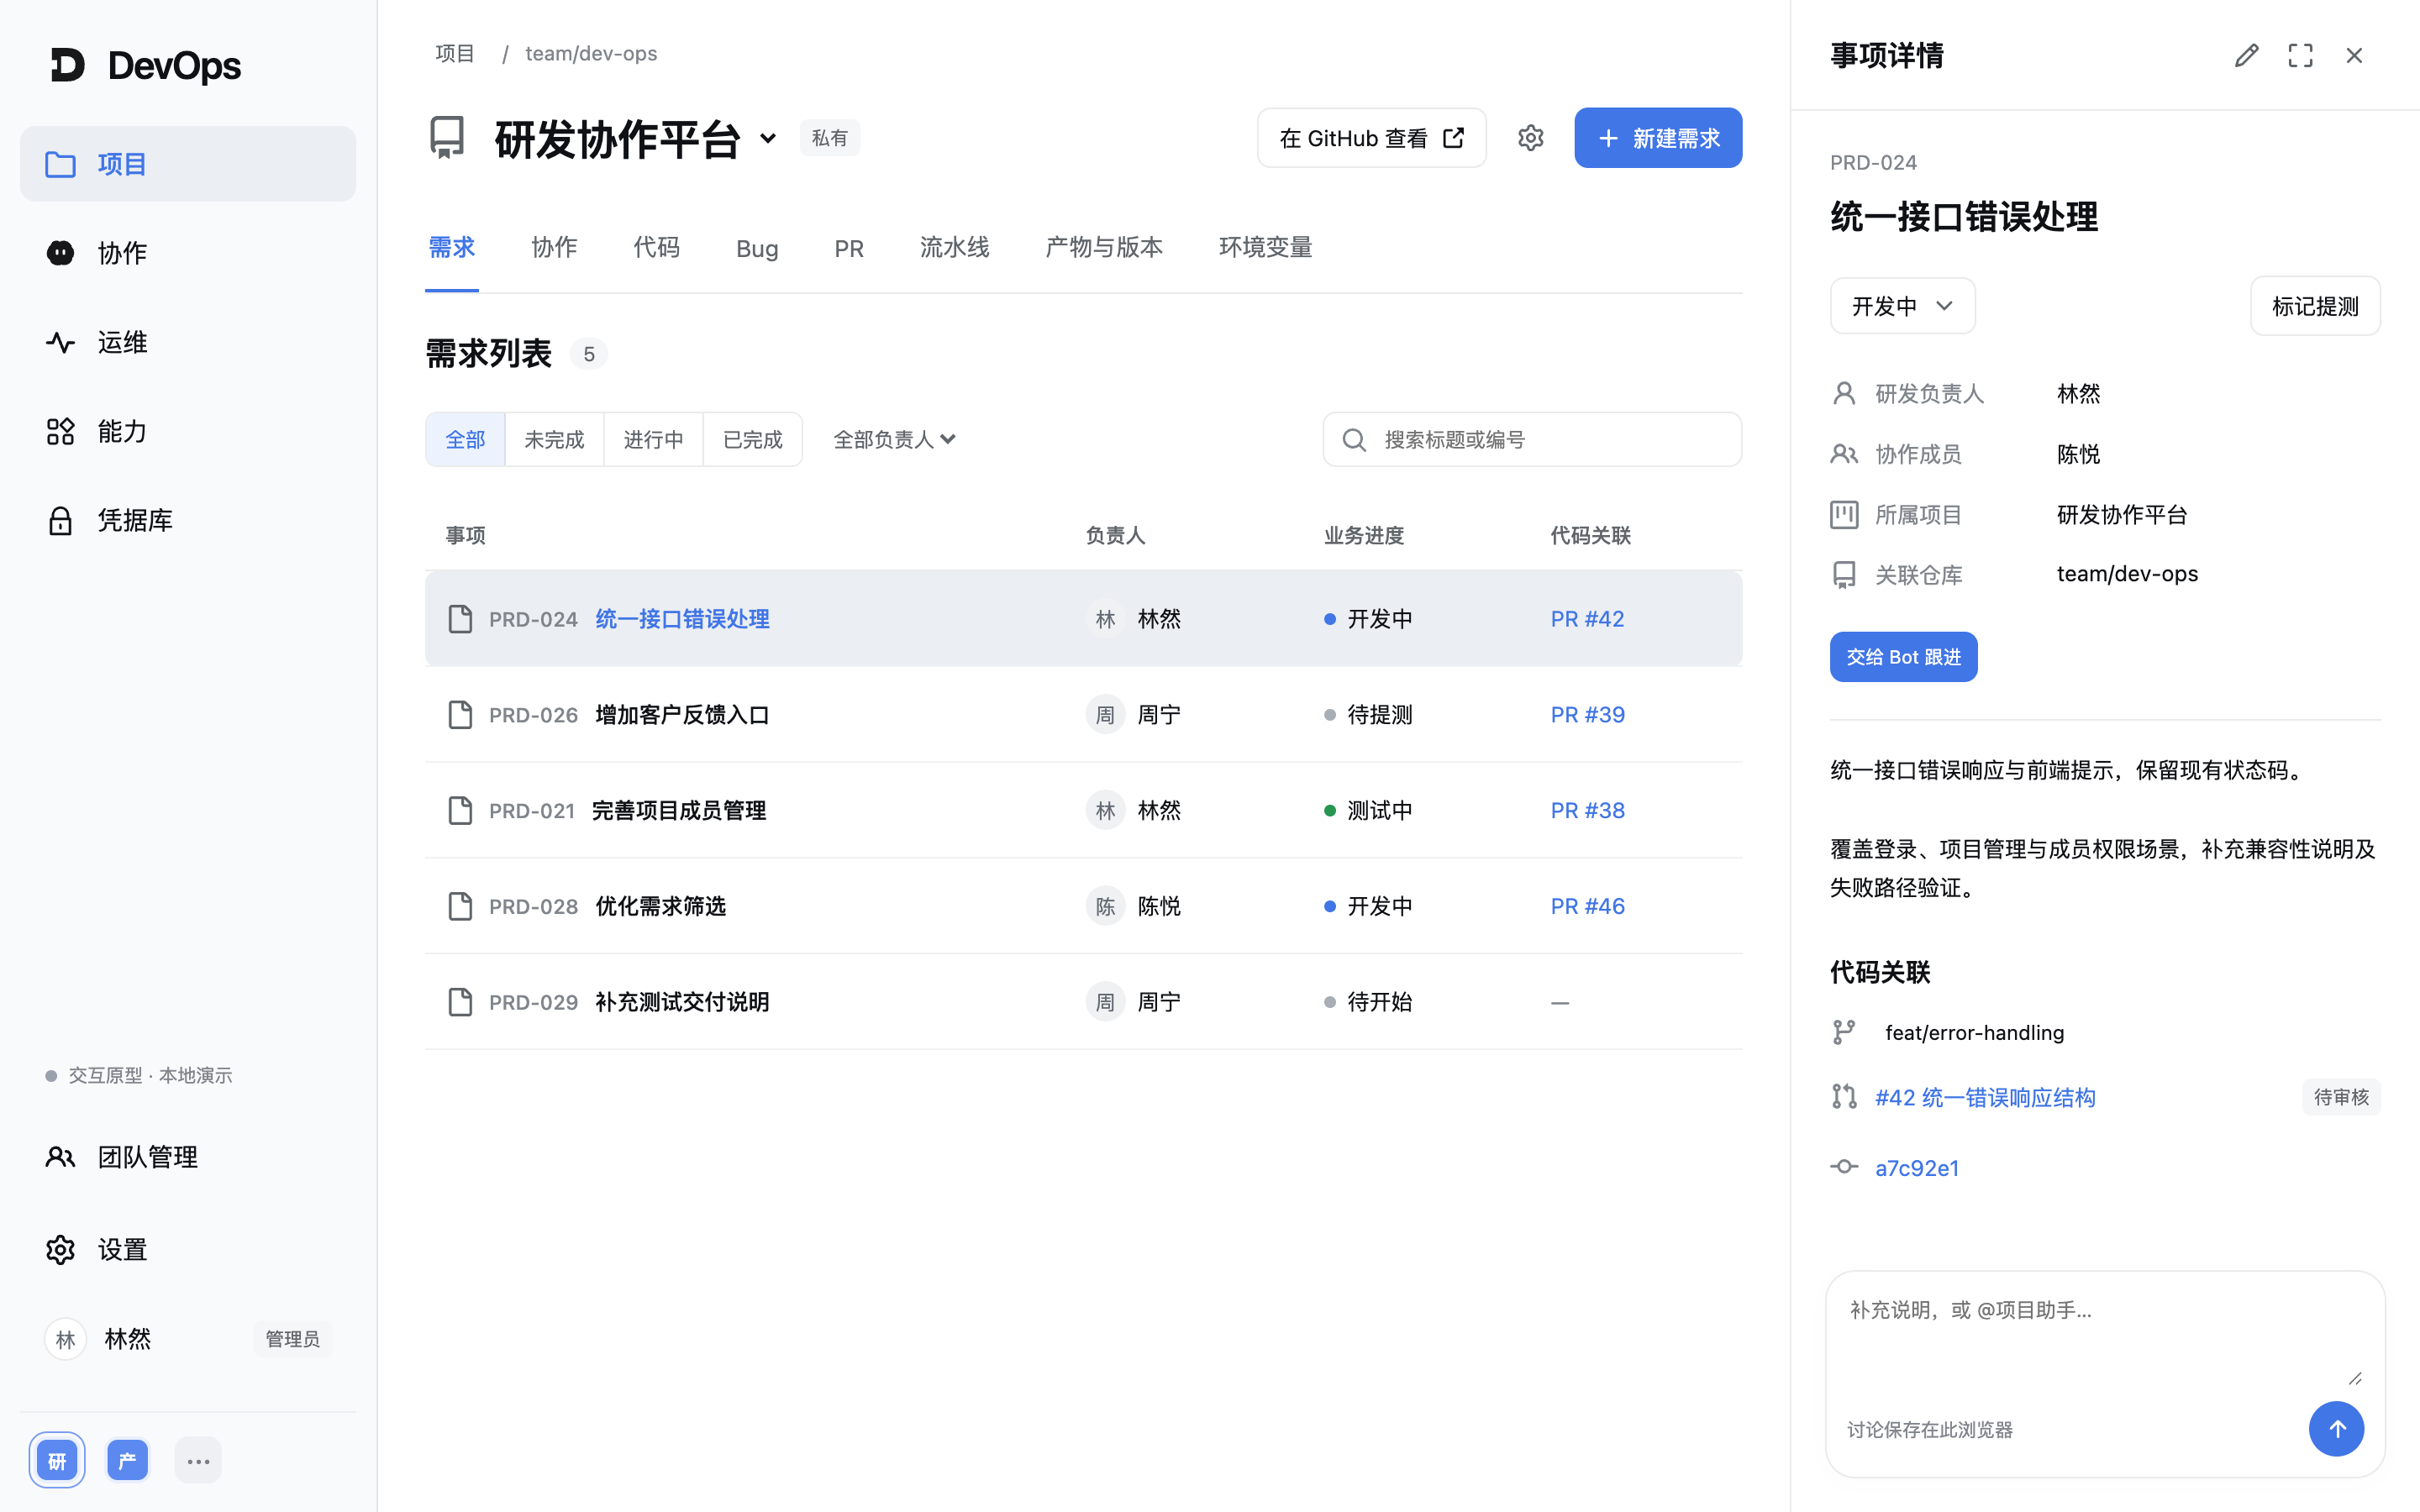 DevOps
项目
协作
运维
能力
凭据库
交互原型 · 本地演示
团队管理
设置
林 林然 管理员
研 产 ...
项目 / team/dev-ops
研发协作平台 私有
在 GitHub 查看
新建需求
需求 协作 代码 Bug PR 流水线 产物与版本 环境变量
需求列表 5
全部 未完成 进行中 已完成 全部负责人
搜索标题或编号
事项 负责人 业务进度 代码关联
PRD-024 统一接口错误处理 林 林然 开发中 PR #42
PRD-026 增加客户反馈入口 周 周宁 待提测 PR #39
PRD-021 完善项目成员管理 林 林然 测试中 PR #38
PRD-028 优化需求筛选 陈 陈悦 开发中 PR #46
PRD-029 补充测试交付说明 周 周宁 待开始 —
事项详情
PRD-024
统一接口错误处理
开发中 标记提测
研发负责人 林然
协作成员 陈悦
所属项目 研发协作平台
关联仓库 team/dev-ops
交给 Bot 跟进
统一接口错误响应与前端提示，保留现有状态码。
覆盖登录、项目管理与成员权限场景，补充兼容性说明及
失败路径验证。
代码关联
feat/error-handling
#42 统一错误响应结构 待审核
a7c92e1
补充说明，或 @项目助手...
讨论保存在此浏览器